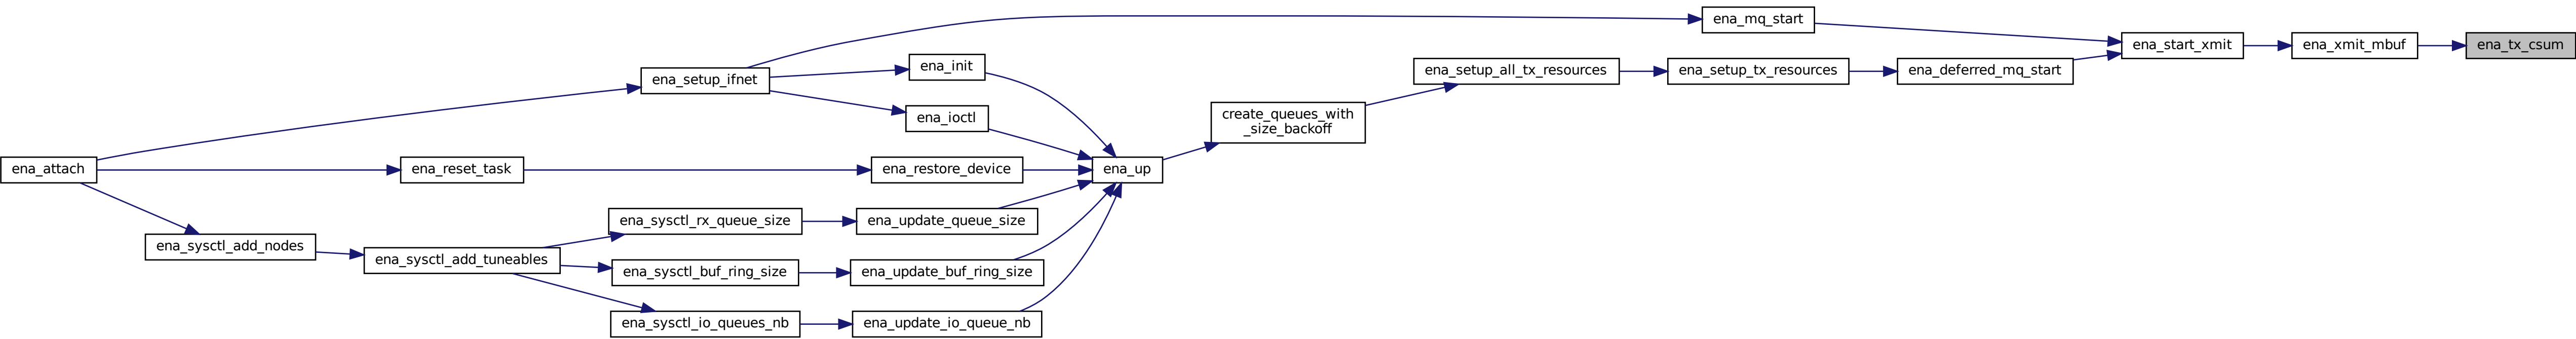 ena_mq_start
ena_start_xmit
ena_xmit_mbuf
ena_tx_csum
ena_init
ena_setup_ifnet
ena_setup_all_tx_resources
ena_setup_tx_resources
ena_deferred_mq_start
ena_ioctl
create_queues_with
_size_backoff
ena_attach
ena_reset_task
ena_restore_device
ena_up
ena_sysctl_rx_queue_size
ena_update_queue_size
ena_sysctl_add_nodes
ena_sysctl_add_tuneables
ena_sysctl_buf_ring_size
ena_update_buf_ring_size
ena_sysctl_io_queues_nb
ena_update_io_queue_nb